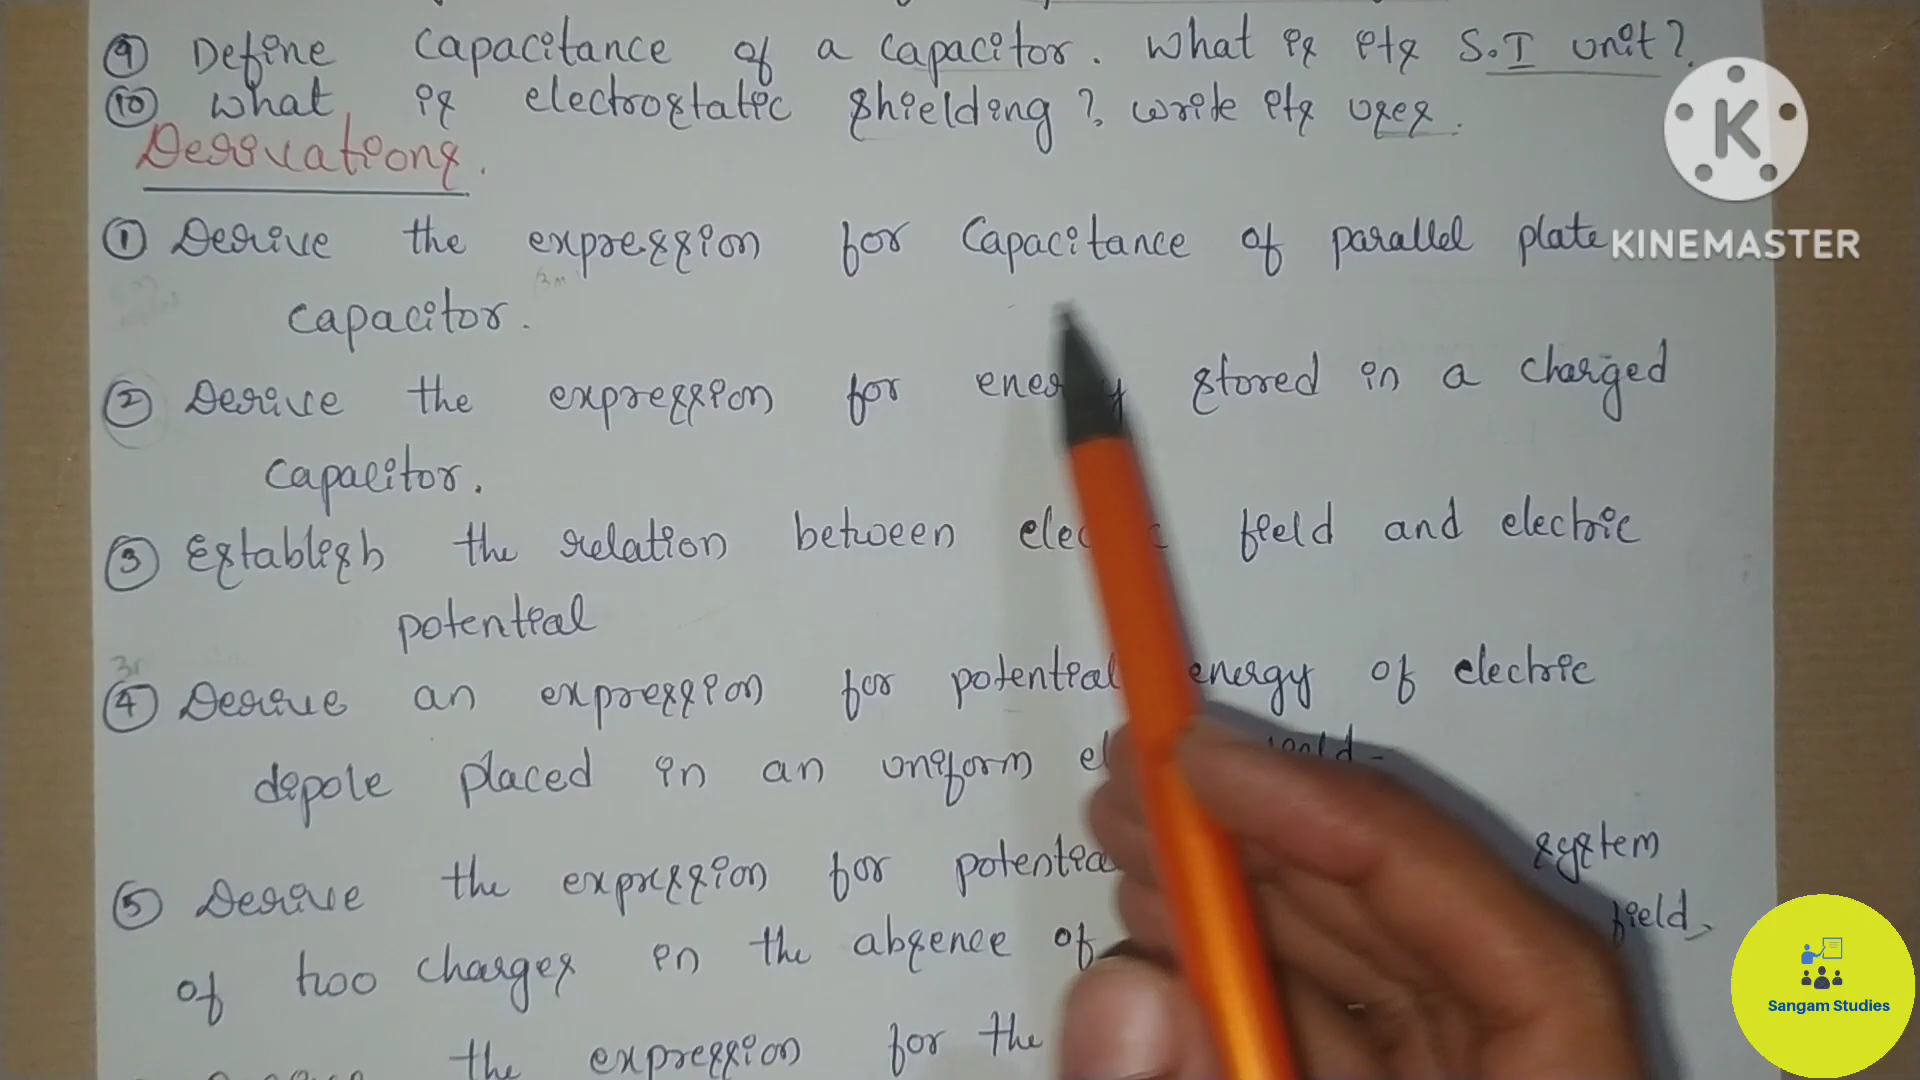 9 Define capacitance of a capacitor. What is its S.I unit?
10 what is electrostatic shielding? write its uses.
Derivations.
1 Derive the expression for capacitance of parallel plate
capacitor.
2 Derive the expression for energy stored in a charged
capacitor.
3 Establish the relation between electric field and electric
potential
4 Derive an expression for potential energy of electric
dipole placed in an uniform
5 Derive the expression for system
of two charges in the absence of field.
the expression for the
K
KINEMASTER
Sangam Studies